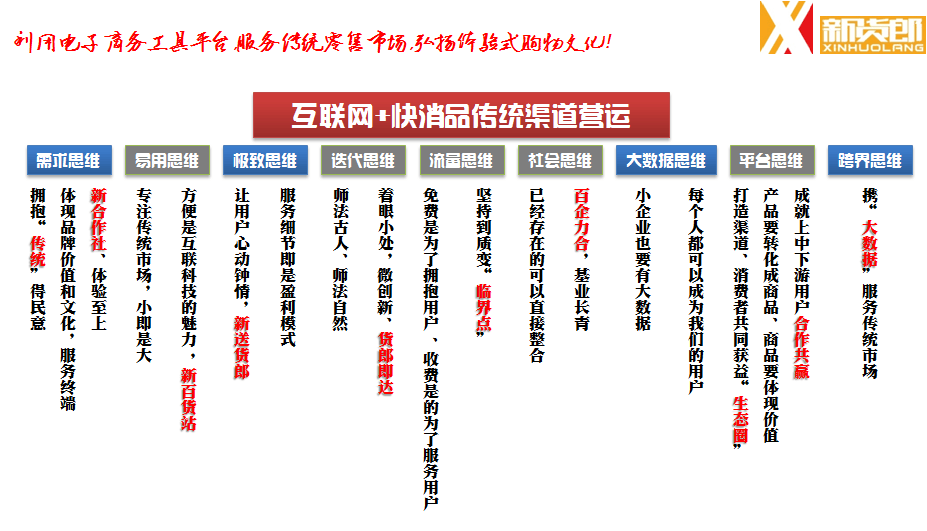 利用电子商务工具平台,服务传统零售市场,弘扬体验式购物文化!
新货郎
XINHUOLANG
互联网+快消品传统渠道营运
需求思维
新合作社、体验至上
体现品牌价值和文化，服务终端
拥抱“传统”得民意
易用思维
方便是互联科技的魅力，新百货站
专注传统市场，小即是大
极致思维
服务细节即是盈利模式
让用户心动钟情，新送货郎
迭代思维
着眼小处，微创新、货郎即达
师法古人、师法自然
流量思维
坚持到质变“临界点”
免费是为了拥抱用户、收费是的为了服务用户
社会思维
百企力合，基业长青
已经存在的可以直接整合
大数据思维
每个人都可以成为我们的用户
小企业也要有大数据
平台思维
成就上中下游用户合作共赢
产品要转化成商品、商品要体现价值
打造渠道、消费者共同获益“生态圈”
跨界思维
携“大数据”服务传统市场